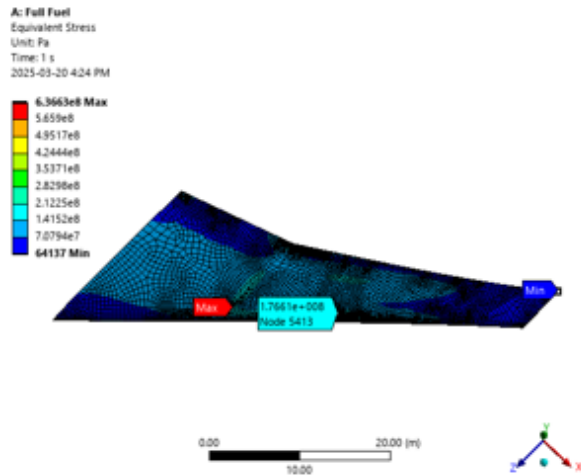 A: Full Fuel
Equivalent Stress
Unit: Pa
Time: 1 s
2025-03-20 4:24 PM
6.3663e8 Max
5.659e8
4.9517e8
4.2444e8
3.5371e8
2.8298e8
2.1225e8
1.4152e8
7.0794e7
64137 Min
Min
Max
1.7661e+008
Node 5413
0.00
20.00 (m)
10.00
Y
Z
X